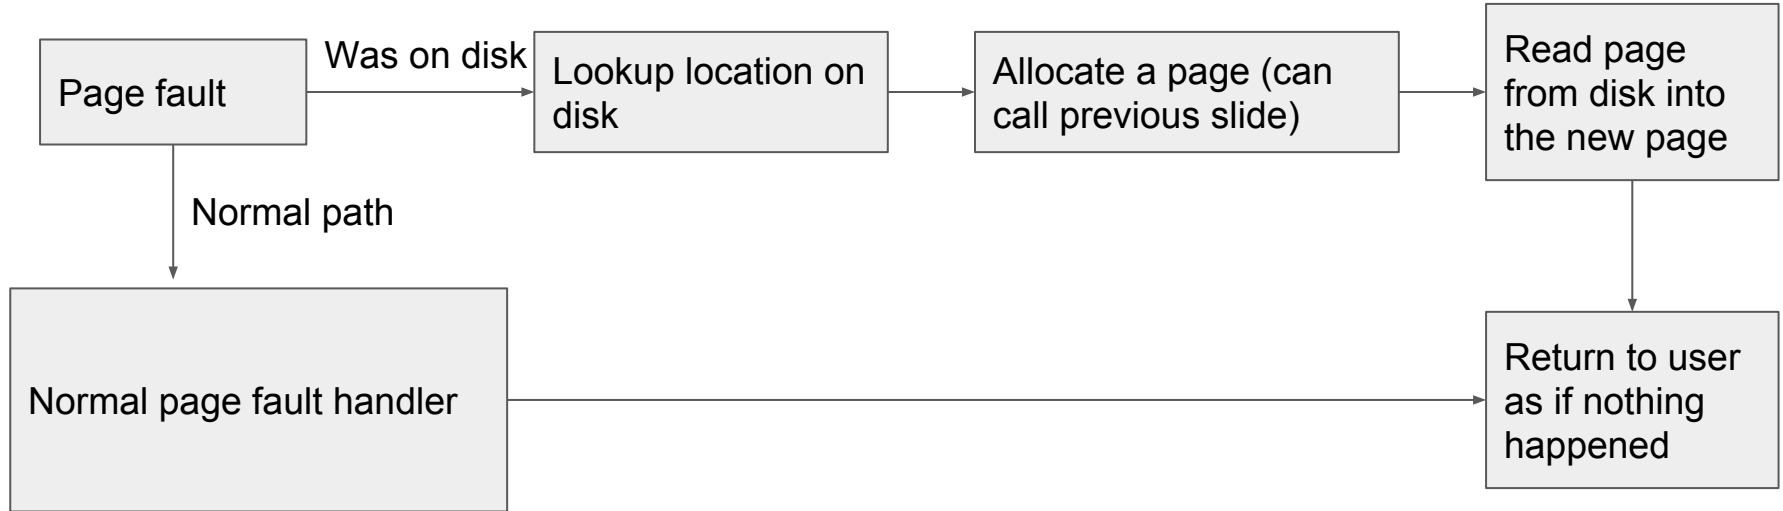 Page fault
Was on disk
Lookup location on
disk
Allocate a page (can
call previous slide)
Read page
from disk into
the new page
Normal path
Normal page fault handler
Return to user
as if nothing
happened